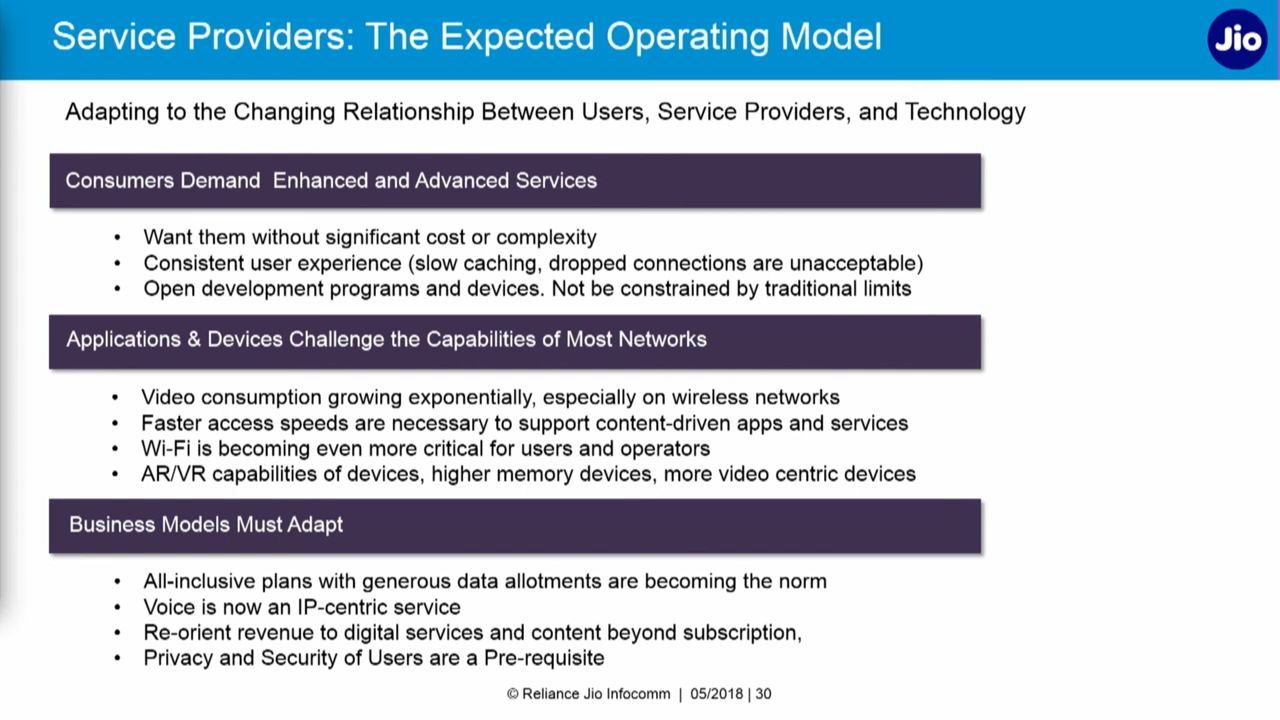 Service Providers: The Expected Operating Model
Jio
Adapting to the Changing Relationship Between Users, Service Providers, and Technology
Consumers Demand  Enhanced and Advanced Services
• Want them without significant cost or complexity
• Consistent user experience (slow caching, dropped connections are unacceptable)
• Open development programs and devices. Not be constrained by traditional limits
Applications & Devices Challenge the Capabilities of Most Networks
• Video consumption growing exponentially, especially on wireless networks
• Faster access speeds are necessary to support content-driven apps and services
• Wi-Fi is becoming even more critical for users and operators
• AR/VR capabilities of devices, higher memory devices, more video centric devices
Business Models Must Adapt
• All-inclusive plans with generous data allotments are becoming the norm
• Voice is now an IP-centric service
• Re-orient revenue to digital services and content beyond subscription,
• Privacy and Security of Users are a Pre-requisite
© Reliance Jio Infocomm | 05/2018 | 30